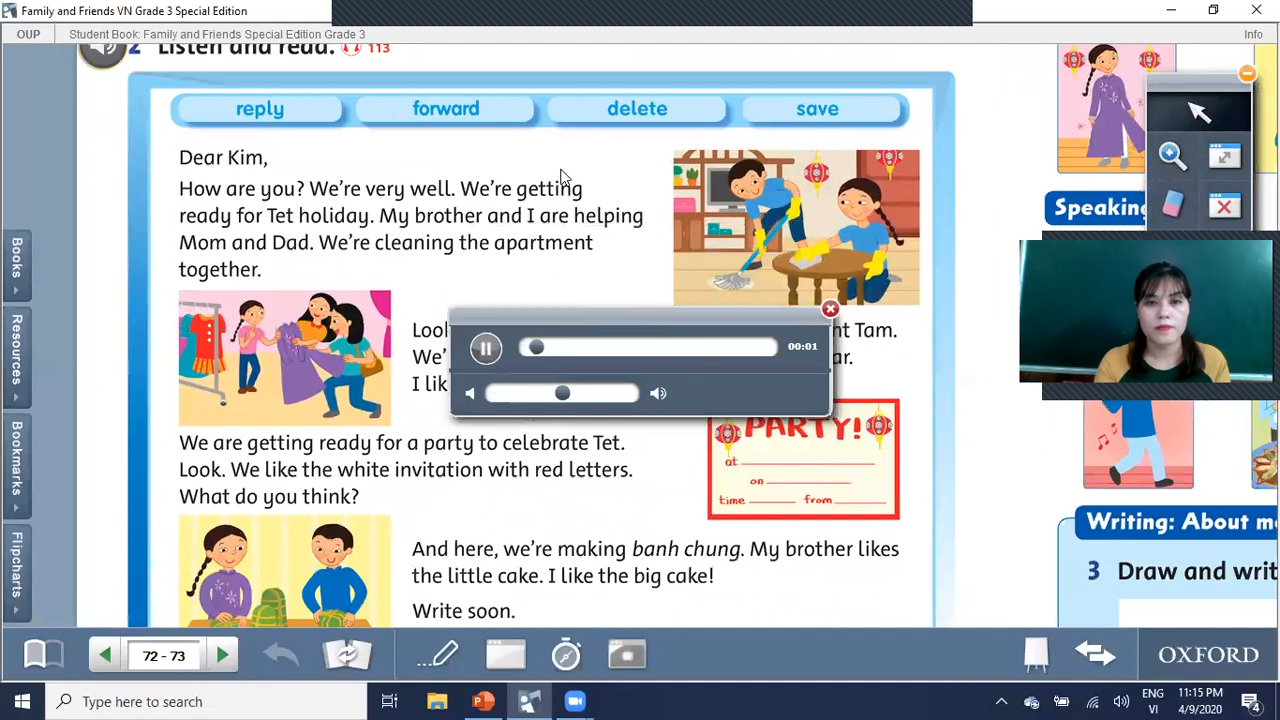 Family and Friends VN Grade 3 Special Edition
OUP Student Book: Family and Friends Special Edition Grade 3 Info
2 Listen and read. 113
reply forward delete save
Dear Kim,
How are you? We're very well. We're getting
ready for Tet holiday. My brother and I are helping
Mom and Dad. We're cleaning the apartment
together.
Tam.
We'
I li
00:01
We are getting ready for a party to celebrate Tet.
Look. We like the white invitation with red letters.
What do you think?
PARTY!
at
on
time from
And here, we're making banh chung. My brother likes
the little cake. I like the big cake!
Write soon.
Speaking
Writing: About m
3 Draw and writ
Books
Resources
Bookmarks
Flipcharts
72 - 73
OXFORD
Type here to search
ENG
VI
11:15 PM
4/9/2020
4